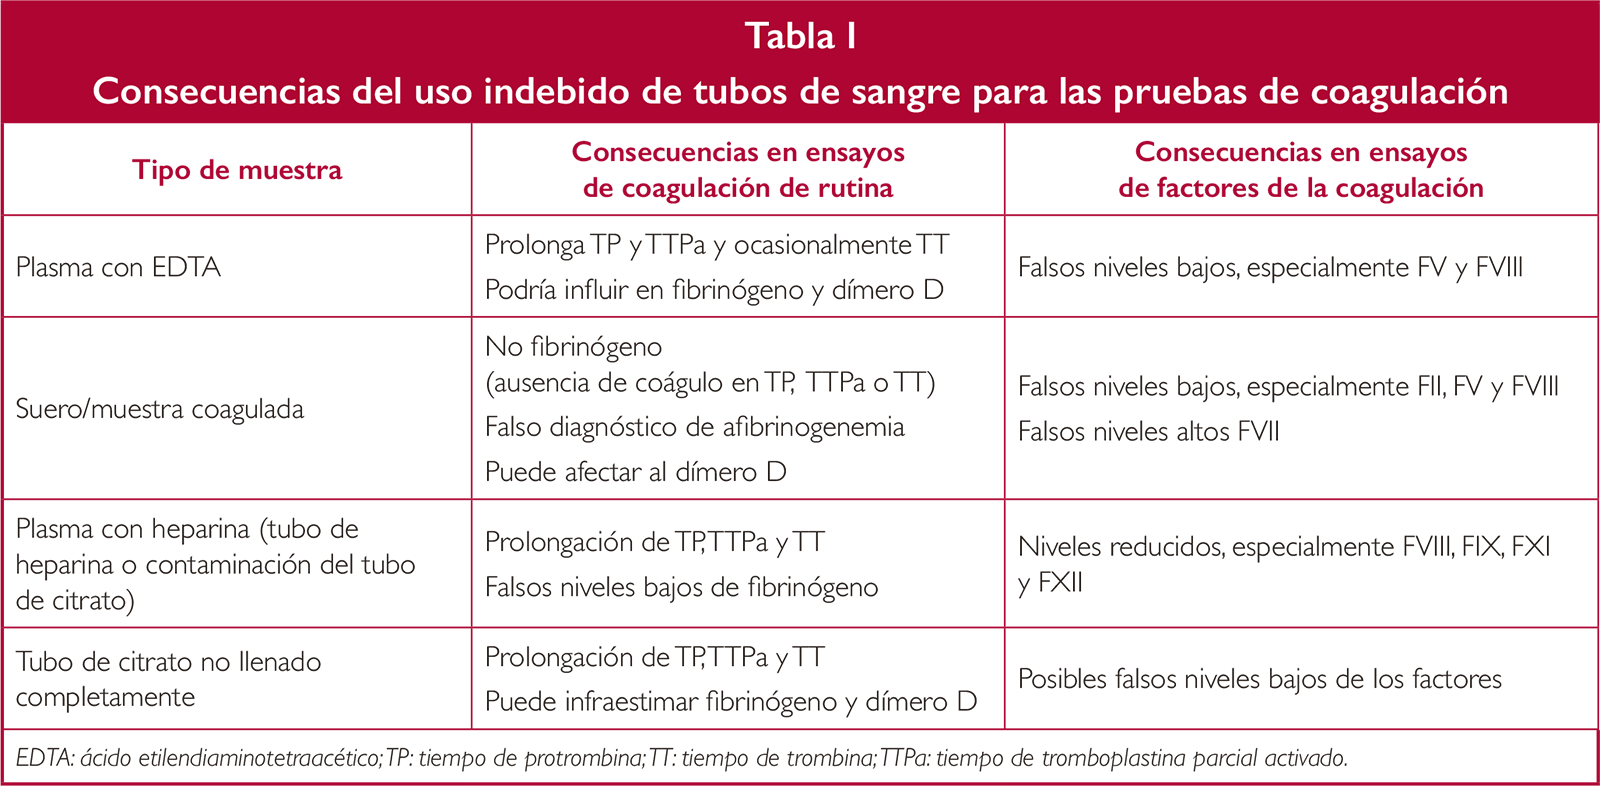 Tabla I
Consecuencias del uso indebido de tubos de sangre para las pruebas de coagulación
Tipo de muestra
Consecuencias en ensayos
de coagulación de rutina
Consecuencias en ensayos
de factores de la coagulación
Plasma con EDTA
Prolonga TP y TTPa y ocasionalmente TT
Podría influir en fibrinógeno y dímero D
Falsos niveles bajos, especialmente FV y FVIII
Suero/muestra coagulada
No fibrinógeno
(ausencia de coágulo en TP, TTPa o TT)
Falso diagnóstico de afibrinogenemia
Puede afectar al dímero D
Falsos niveles bajos, especialmente FII, FV y FVIII
Falsos niveles altos FVII
Plasma con heparina (tubo de
heparina o contaminación del tubo
de citrato)
Prolongación de TP, TTPa y TT
Falsos niveles bajos de fibrinógeno
Niveles reducidos, especialmente FVIII, FIX, FXI
y FXII
Tubo de citrato no llenado
completamente
Prolongación de TP, TTPa y TT
Puede infraestimar fibrinógeno y dímero D
Posibles falsos niveles bajos de los factores
EDTA: ácido etilendiaminotetraacético; TP: tiempo de protrombina; TT: tiempo de trombina; TTPa: tiempo de tromboplastina parcial activado.